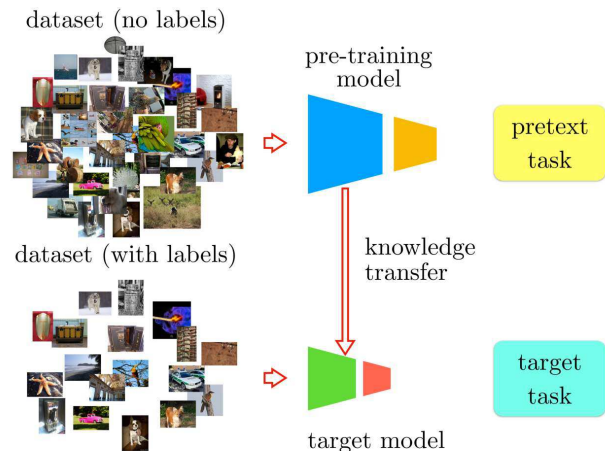 dataset (no labels)
pre-training
model
pretext
task
dataset (with labels)
knowledge
transfer
target
task
target model